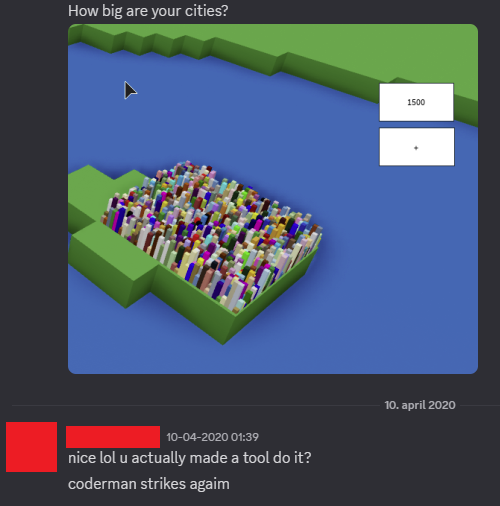 How big are your cities?
1500
+
10. april 2020
10-04-2020 01:39
nice lol u actually made a tool do it?
coderman strikes agaim